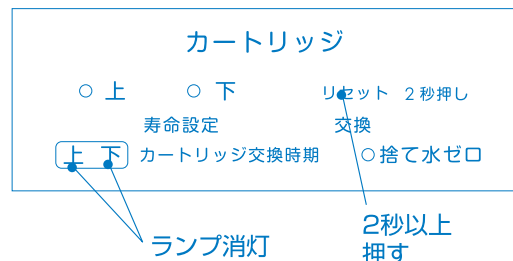 カートリッジ
○ 上 ○ 下 リセット 2秒押し
寿命設定 交換
上 下 カートリッジ交換時期 ○捨て水ゼロ
ランプ消灯
2秒以上
押す